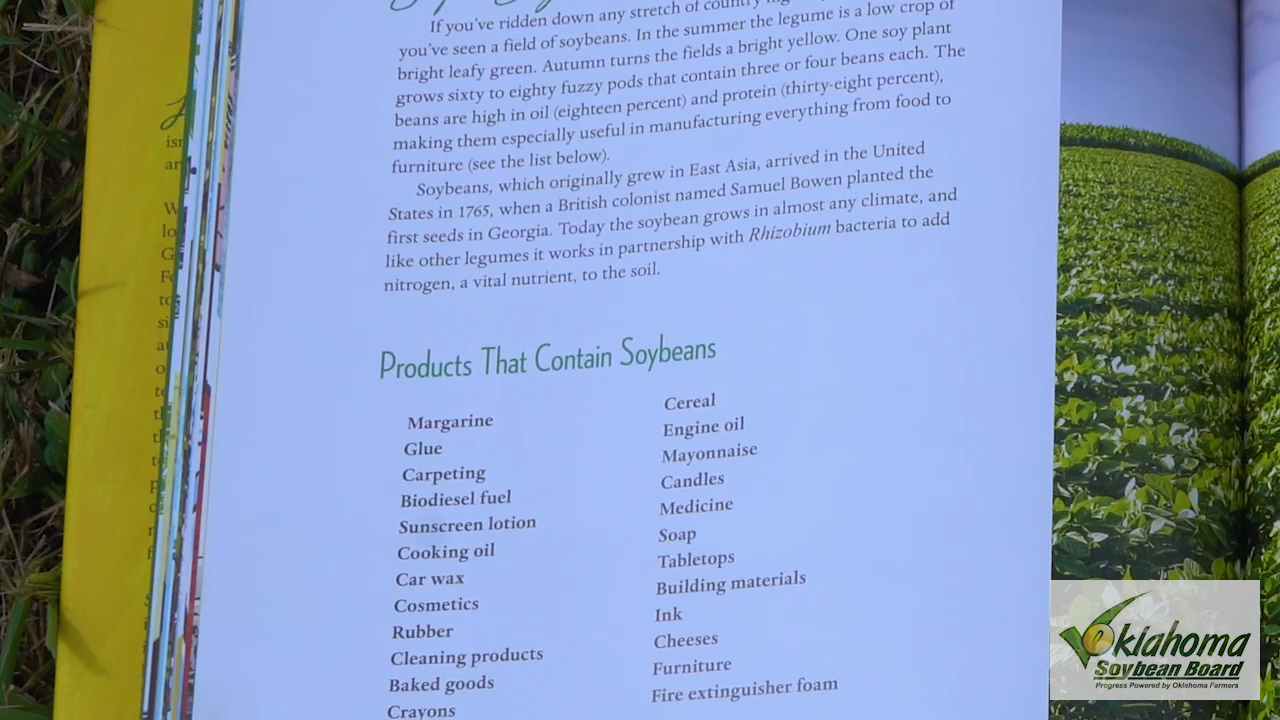 If you've ridden down any stretch of country
you've seen a field of soybeans. In the summer the legume is a low crop of
bright leafy green. Autumn turns the fields a bright yellow. One soy plant
grows sixty to eighty fuzzy pods that contain three or four beans each. The
beans are high in oil (eighteen percent) and protein (thirty-eight percent),
making them especially useful in manufacturing everything from food to
furniture (see the list below).
Soybeans, which originally grew in East Asia, arrived in the United
States in 1765, when a British colonist named Samuel Bowen planted the
first seeds in Georgia. Today the soybean grows in almost any climate, and
like other legumes it works in partnership with Rhizobium bacteria to add
nitrogen, a vital nutrient, to the soil.
Products That Contain Soybeans
Margarine
Glue
Carpeting
Biodiesel fuel
Sunscreen lotion
Cooking oil
Car wax
Cosmetics
Rubber
Cleaning products
Baked goods
Crayons
Cereal
Engine oil
Mayonnaise
Candles
Medicine
Soap
Tabletops
Building materials
Ink
Cheeses
Furniture
Fire extinguisher foam
Oklahoma
Soybean Board
Progress Powered by Oklahoma Farmers